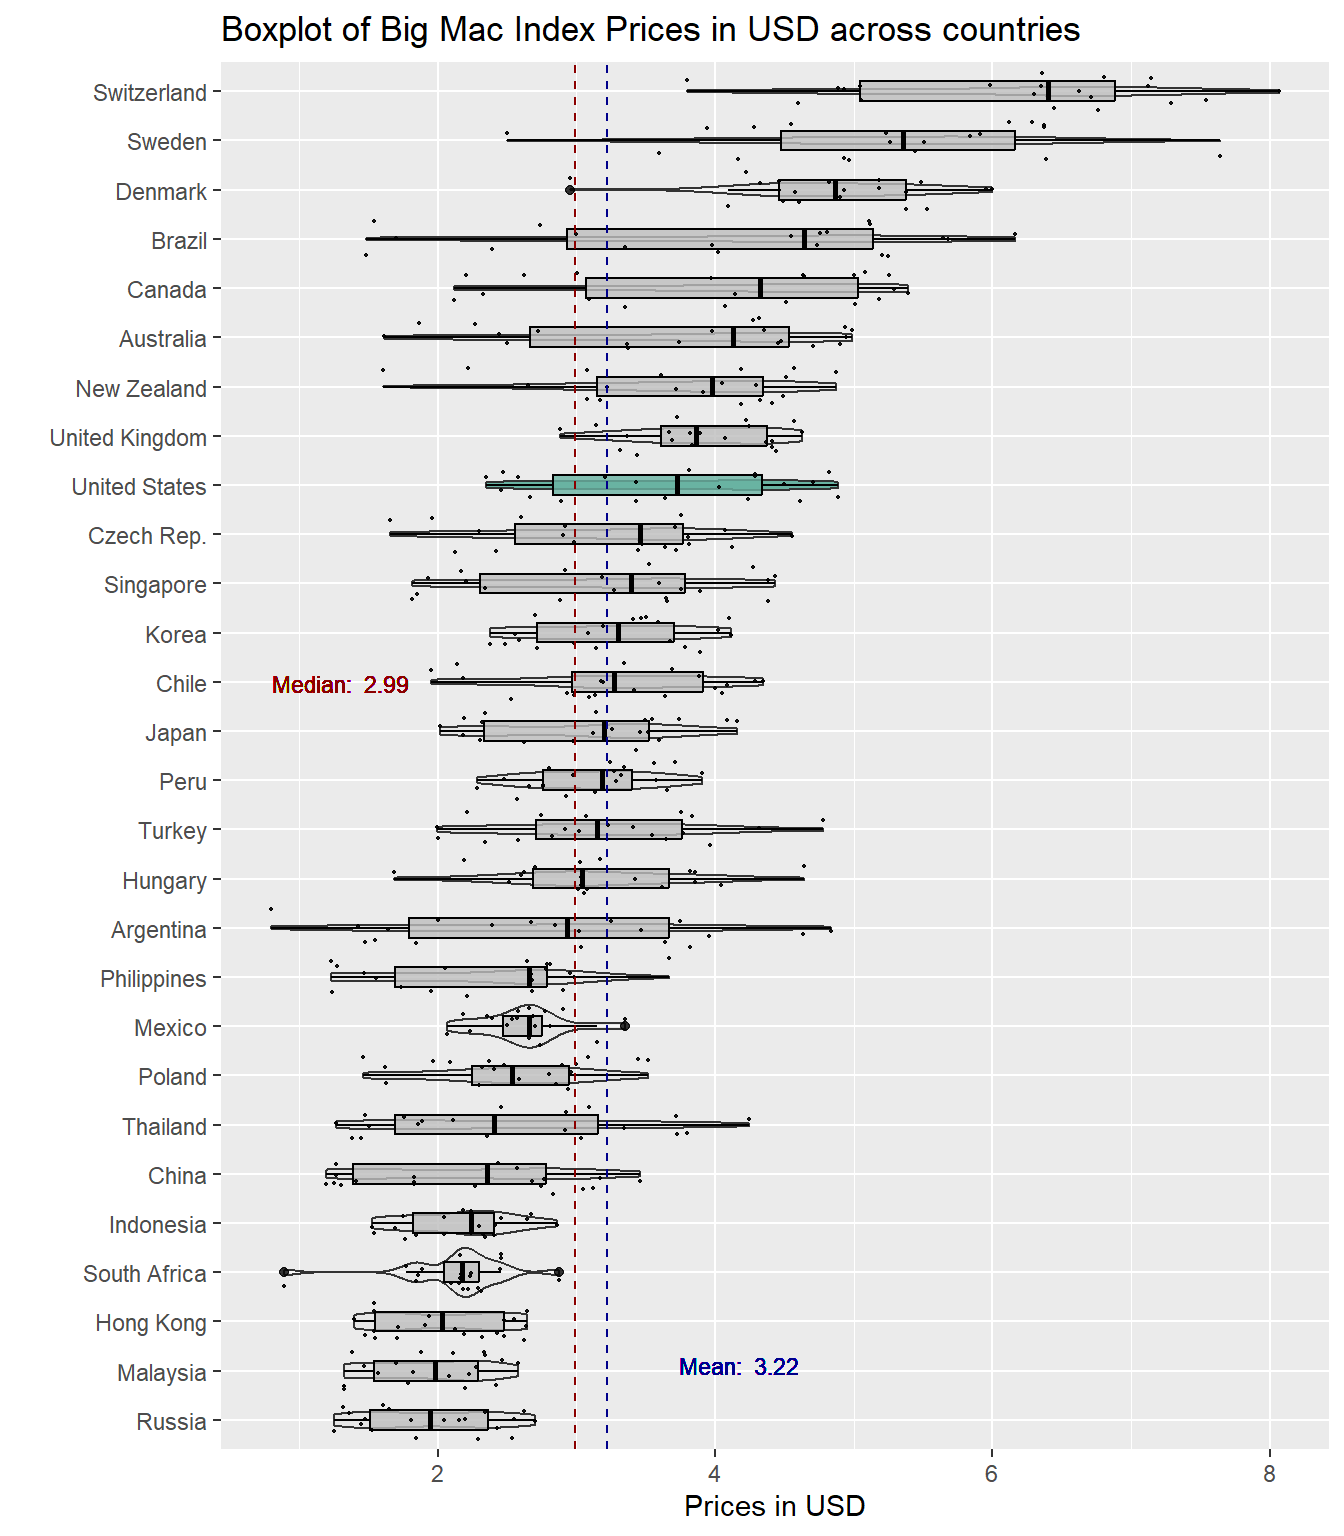 Boxplot of Big Mac Index Prices in USD across countries
Switzerland
Sweden
Denmark
Brazil
Canada
Australia
New Zealand
United Kingdom
United States
Czech Rep.
Singapore
Korea
Chile
Median: 2.99
Japan
Peru
Turkey
Hungary
Argentina
Philippines
Mexico
Poland
Thailand
China
Indonesia
South Africa
Hong Kong
Malaysia
Mean: 3.22
Russia
2 4 6 8
Prices in USD